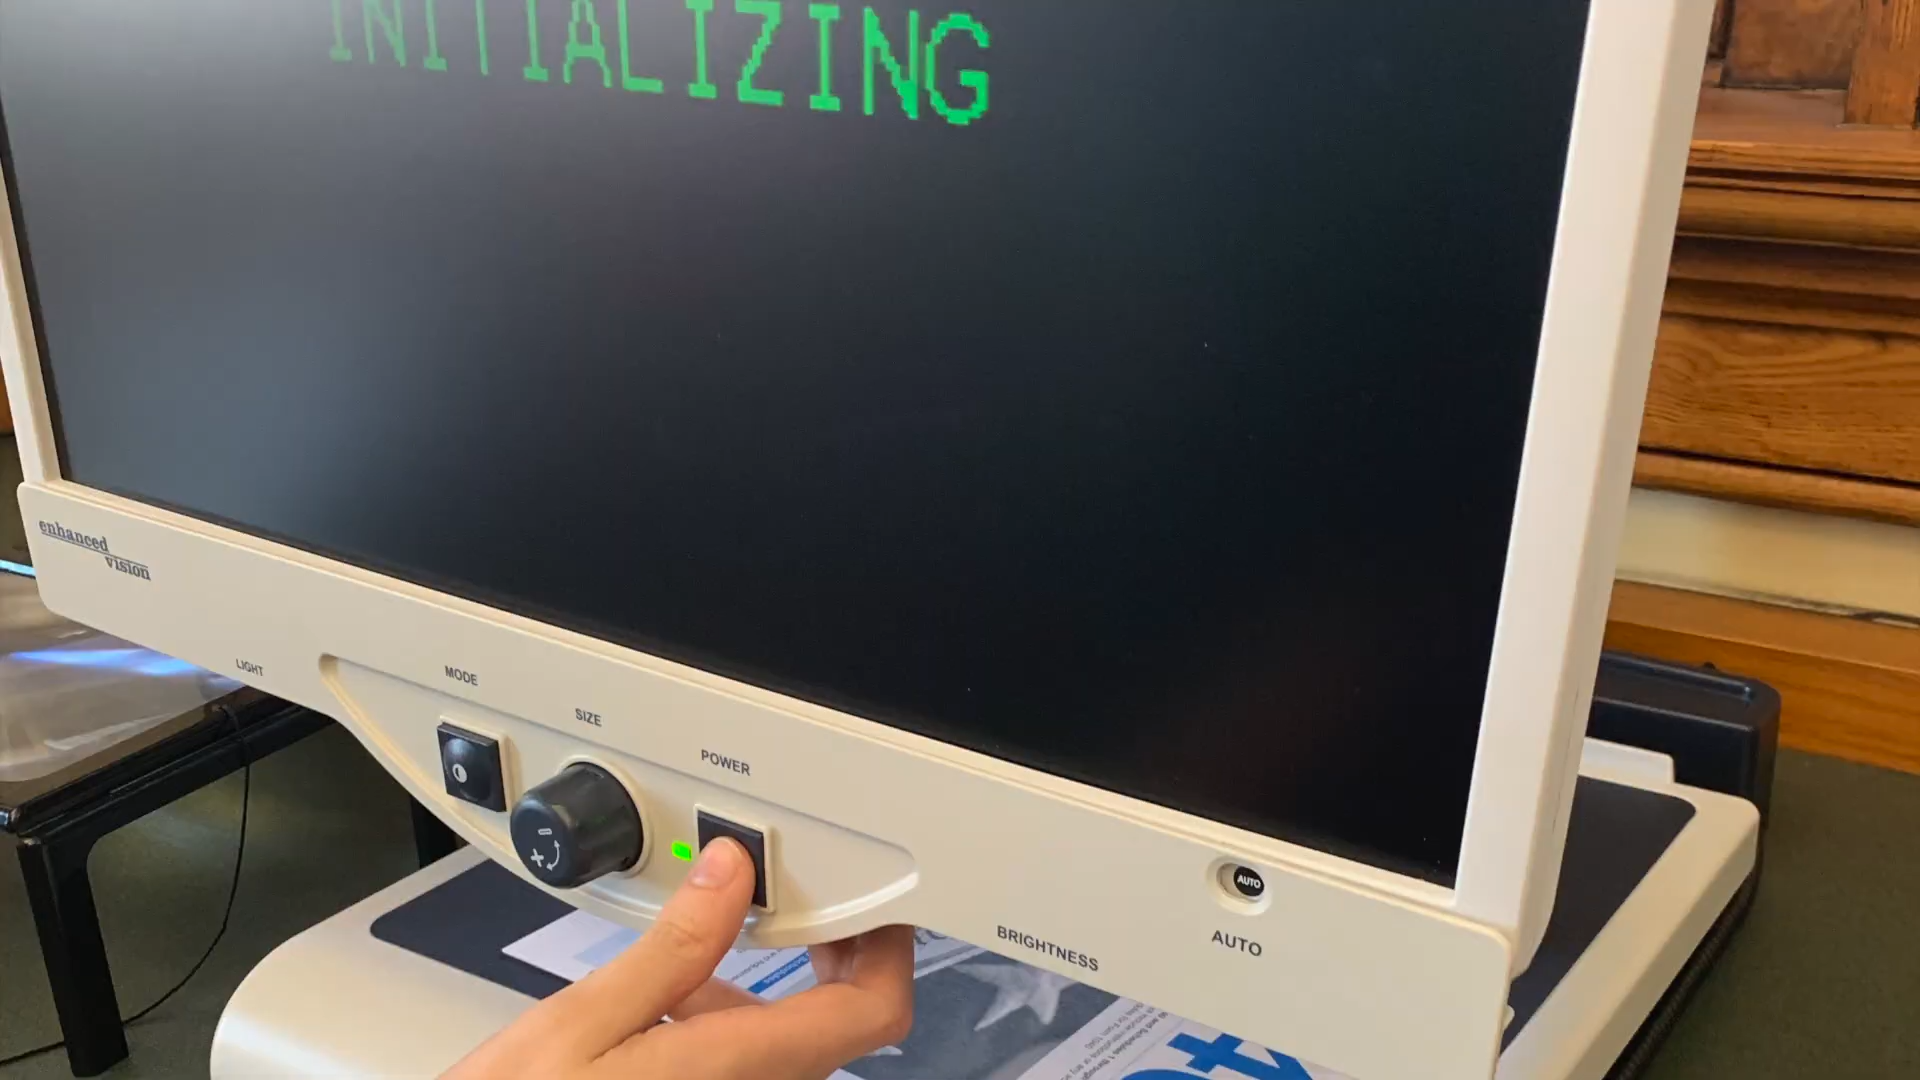 INITIALIZING
enhanced
vision
LIGHT
MODE
SIZE
POWER
BRIGHTNESS
AUTO
AUTO